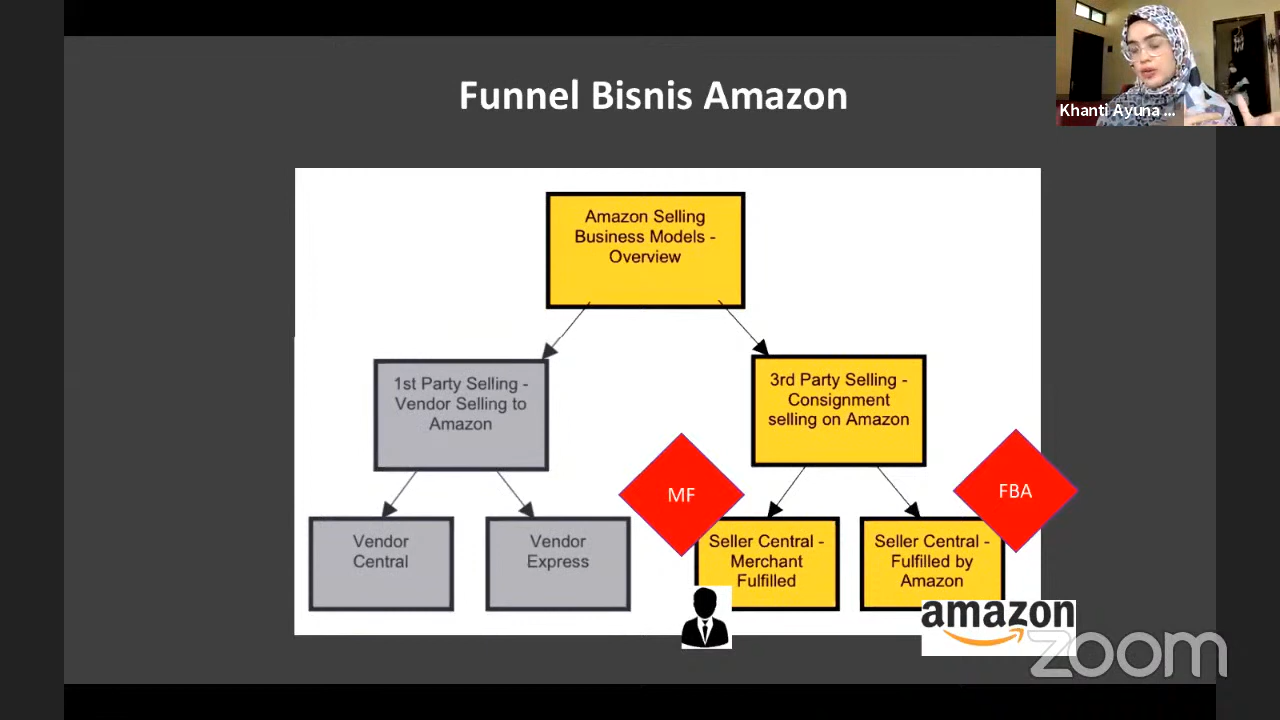 Funnel Bisnis Amazon
Khanti Ayuna ...
Amazon Selling
Business Models -
Overview
1st Party Selling -
Vendor Selling to
Amazon
3rd Party Selling -
Consignment
selling on Amazon
MF
FBA
Vendor
Central
Vendor
Express
Seller Central -
Merchant
Fulfilled
Seller Central -
Fulfilled by
Amazon
amazon
zoom